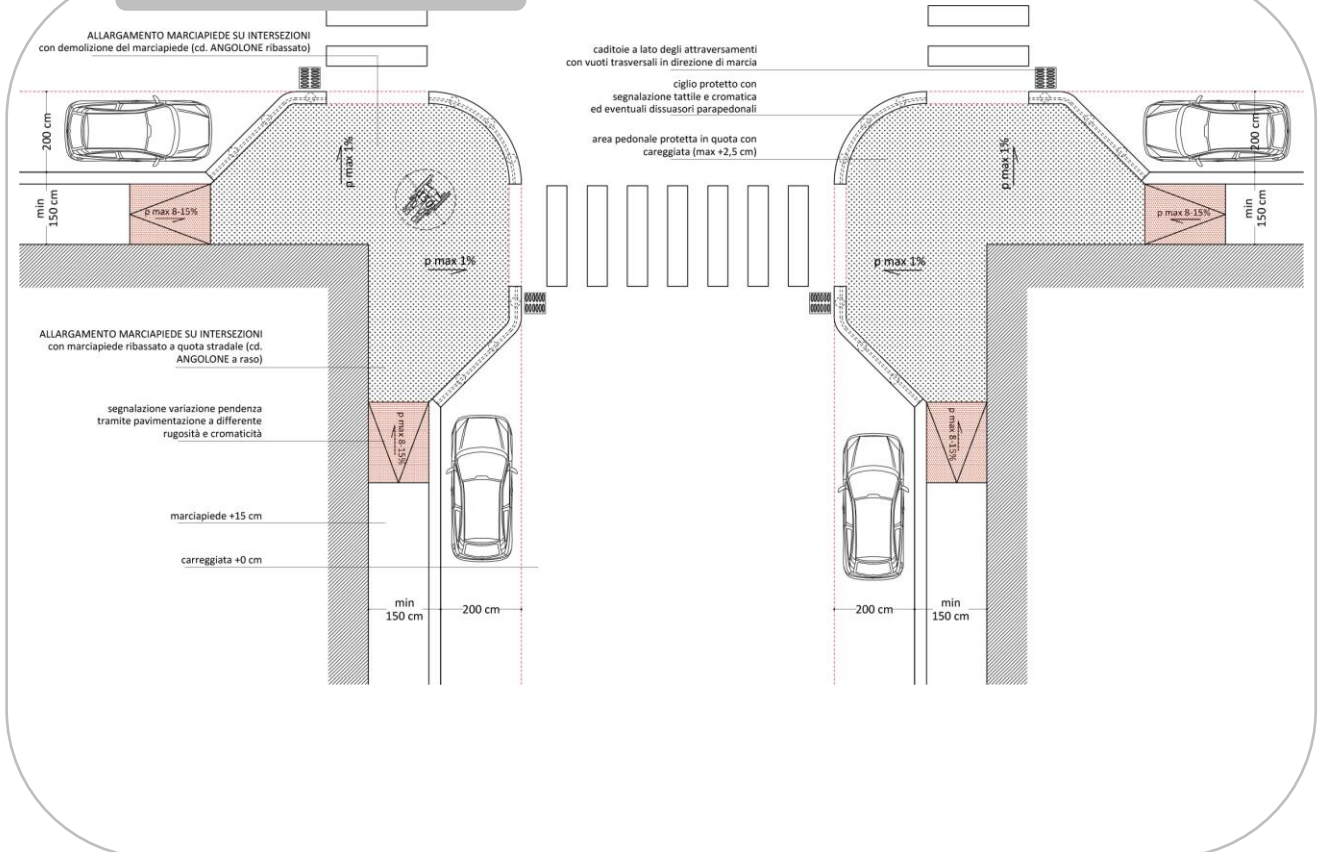 ALLARGAMENTO MARCIAPIEDE SU INTERSEZIONI
con demolizione del marciapiede (cd. ANGOLONE ribassato)
caditoie a lato degli attraversamenti
con vuoti trasversali in direzione di marcia
ciglio protetto con
segnalazione tattile e cromatica
ed eventuali dissuasori parapedonali
area pedonale protetta in quota con
careggiata (max +2,5 cm)
200 cm
p max 1%
p max 1%
200 cm
min
150 cm
p max 8-15%
p max 8-15%
min
150 cm
p max 1%
p max 1%
ALLARGAMENTO MARCIAPIEDE SU INTERSEZIONI
con marciapiede ribassato a quota stradale (cd.
ANGOLONE a raso)
segnalazione variazione pendenza
tramite pavimentazione a differente
rugosità e cromaticità
p max 8-15%
p max 8-15%
marciapiede +15 cm
carreggiata +0 cm
min
150 cm
200 cm
200 cm
min
150 cm